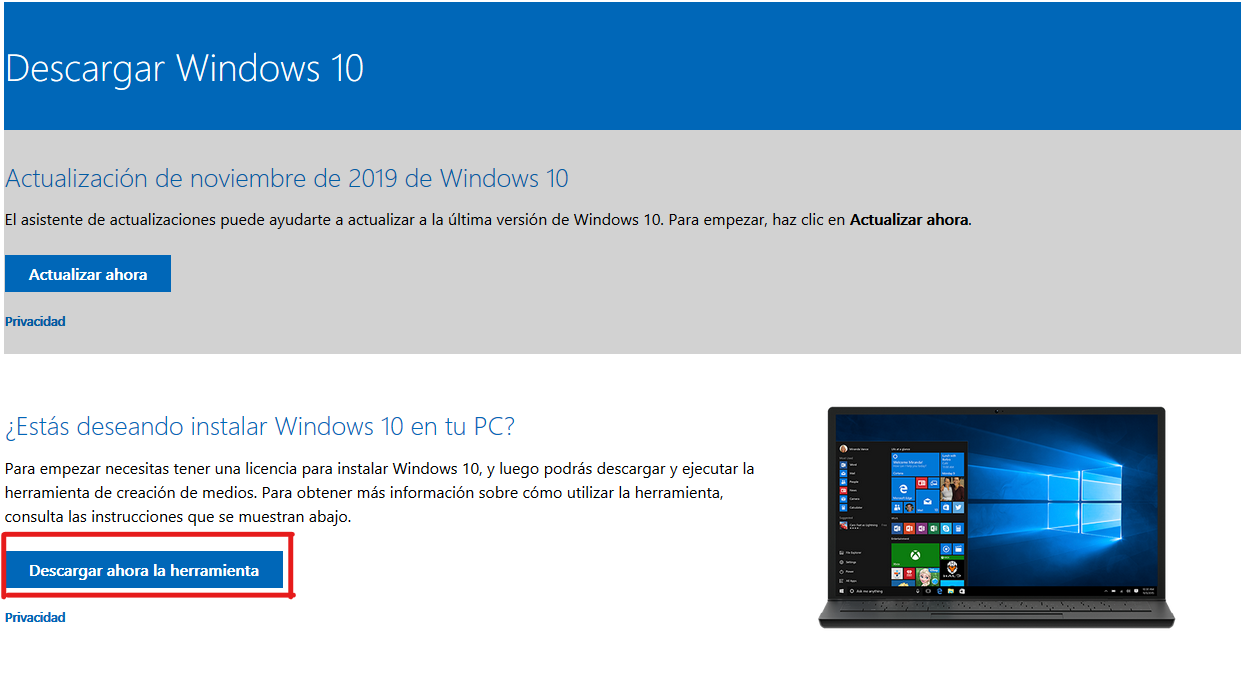 Descargar Windows 10
Actualización de noviembre de 2019 de Windows 10
El asistente de actualizaciones puede ayudarte a actualizar a la última versión de Windows 10. Para empezar, haz clic en Actualizar ahora.
Actualizar ahora
Privacidad
¿Estás deseando instalar Windows 10 en tu PC?
Para empezar necesitas tener una licencia para instalar Windows 10, y luego podrás descargar y ejecutar la
herramienta de creación de medios. Para obtener más información sobre cómo utilizar la herramienta,
consulta las instrucciones que se muestran abajo.
Descargar ahora la herramienta
Privacidad